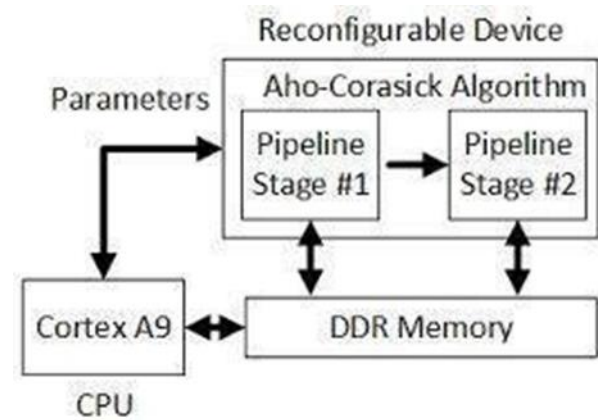 Reconfigurable Device
Parameters
Aho-Corasick Algorithm
Pipeline
Stage #1
Pipeline
Stage #2
Cortex A9
DDR Memory
CPU